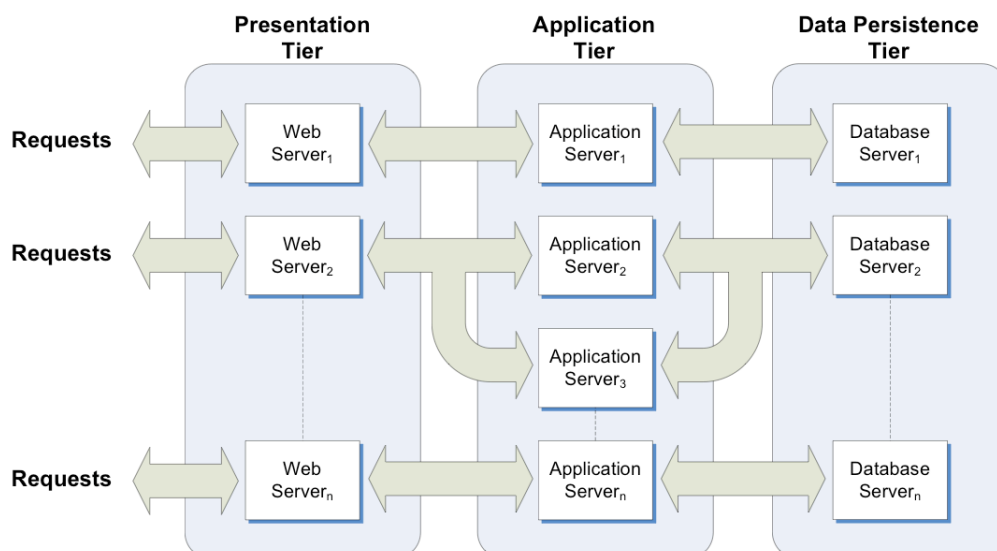 Presentation
Tier
Application
Tier
Data Persistence
Tier
Requests
Web
Server₁
Application
Server₁
Database
Server₁
Requests
Web
Server₂
Application
Server₂
Database
Server₂
Application
Server₃
Requests
Web
Serverₙ
Application
Serverₙ
Database
Serverₙ